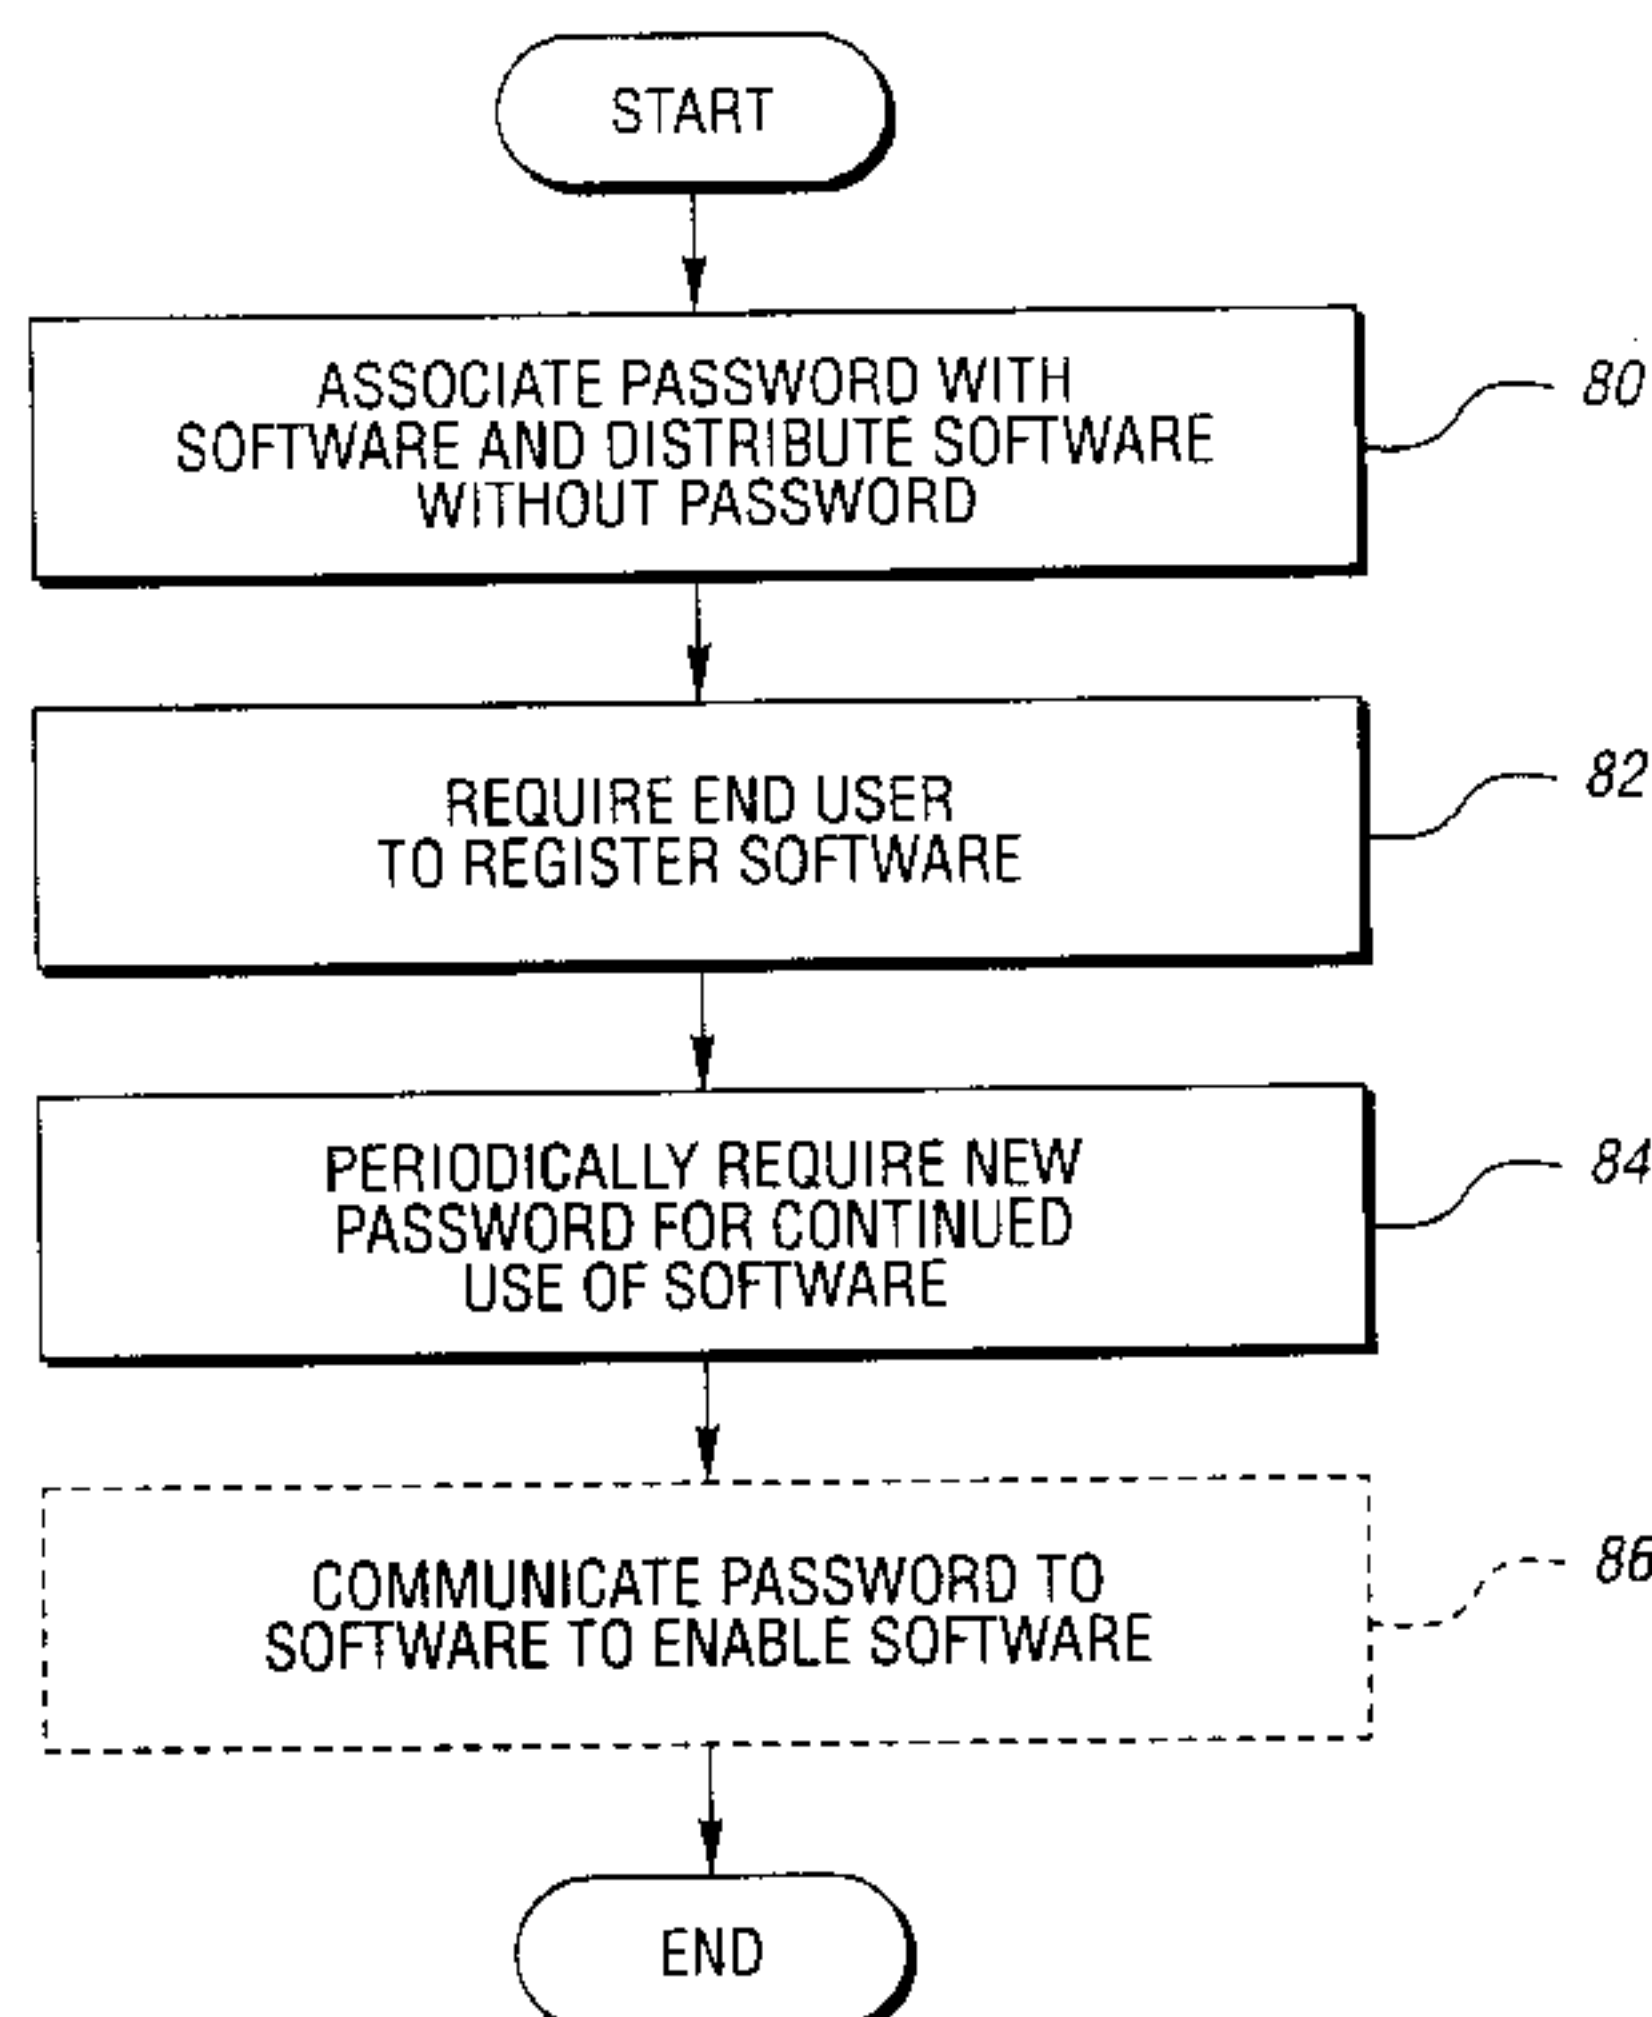 START
ASSOCIATE PASSWORD WITH
SOFTWARE AND DISTRIBUTE SOFTWARE
WITHOUT PASSWORD
80
REQUIRE END USER
TO REGISTER SOFTWARE
82
PERIODICALLY REQUIRE NEW
PASSWORD FOR CONTINUED
USE OF SOFTWARE
84
COMMUNICATE PASSWORD TO
SOFTWARE TO ENABLE SOFTWARE
86
END